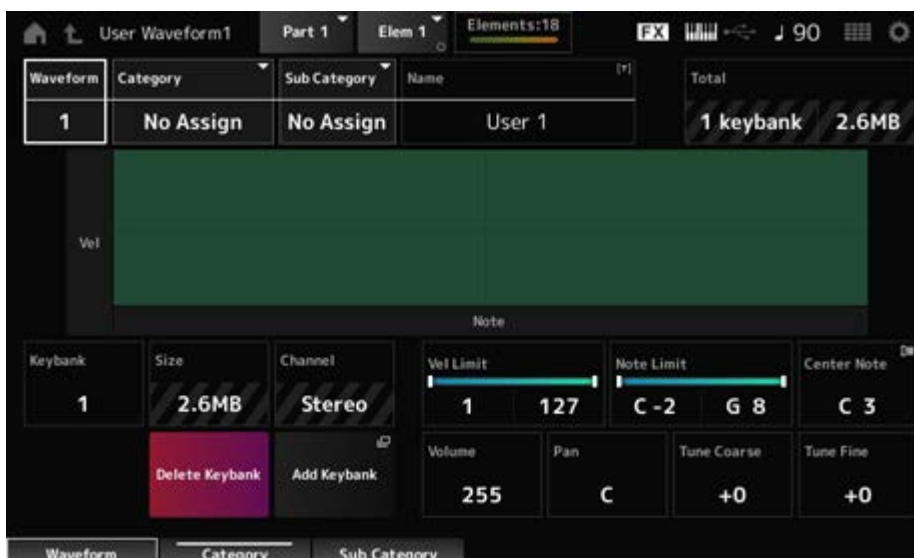 User Waveform1 Part 1 Elem 1 Elements:18 FX ♩ 90
Waveform Category Sub Category Name [T] Total
1 No Assign No Assign User 1 1 keybank 2.6MB
Vel
Note
Keybank Size Channel Vel Limit Note Limit Center Note
1 2.6MB Stereo 1 127 C -2 G 8 C 3
Delete Keybank Add Keybank Volume Pan Tune Coarse Tune Fine
255 C +0 +0
Waveform Category Sub Category